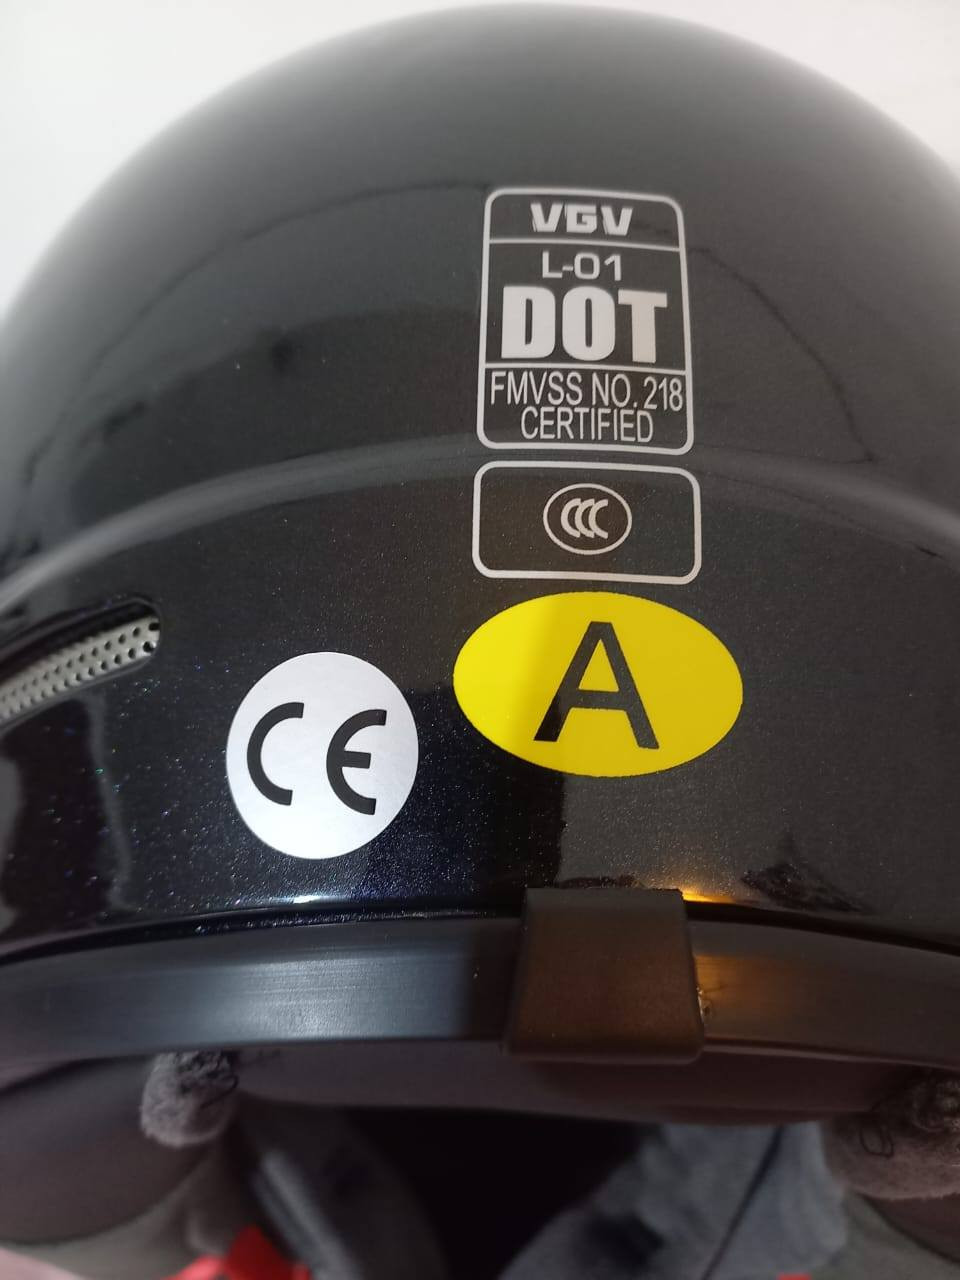 VGV
L-01
DOT
FMVSS NO. 218
CERTIFIED
CCC
A
CE